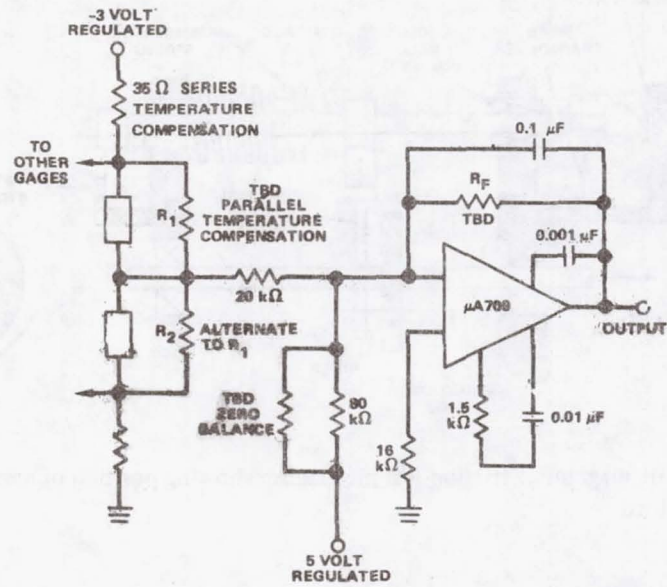 –3 VOLT
REGULATED
35 Ω SERIES
TEMPERATURE
COMPENSATION
TO
OTHER
GAGES
R1
TBD
PARALLEL
TEMPERATURE
COMPENSATION
20 kΩ
R2
ALTERNATE
TO R1
TBD
ZERO
BALANCE
80
kΩ
0.1 μF
RF
TBD
0.001 μF
μA709
OUTPUT
1.5
kΩ
0.01 μF
16
kΩ
5 VOLT
REGULATED